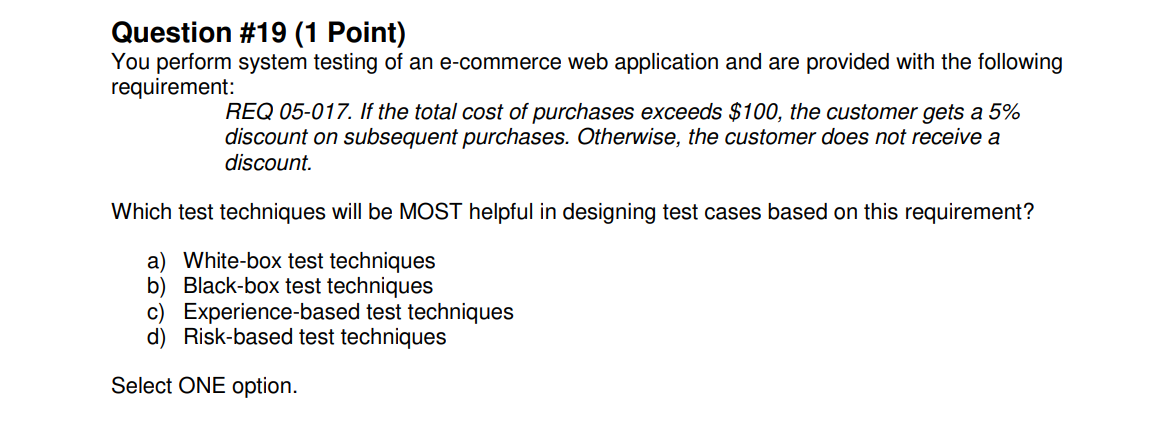 Question #19 (1 Point)
You perform system testing of an e-commerce web application and are provided with the following
requirement:
REQ 05-017. If the total cost of purchases exceeds $100, the customer gets a 5%
discount on subsequent purchases. Otherwise, the customer does not receive a
discount.
Which test techniques will be MOST helpful in designing test cases based on this requirement?
a) White-box test techniques
b) Black-box test techniques
c) Experience-based test techniques
d) Risk-based test techniques
Select ONE option.